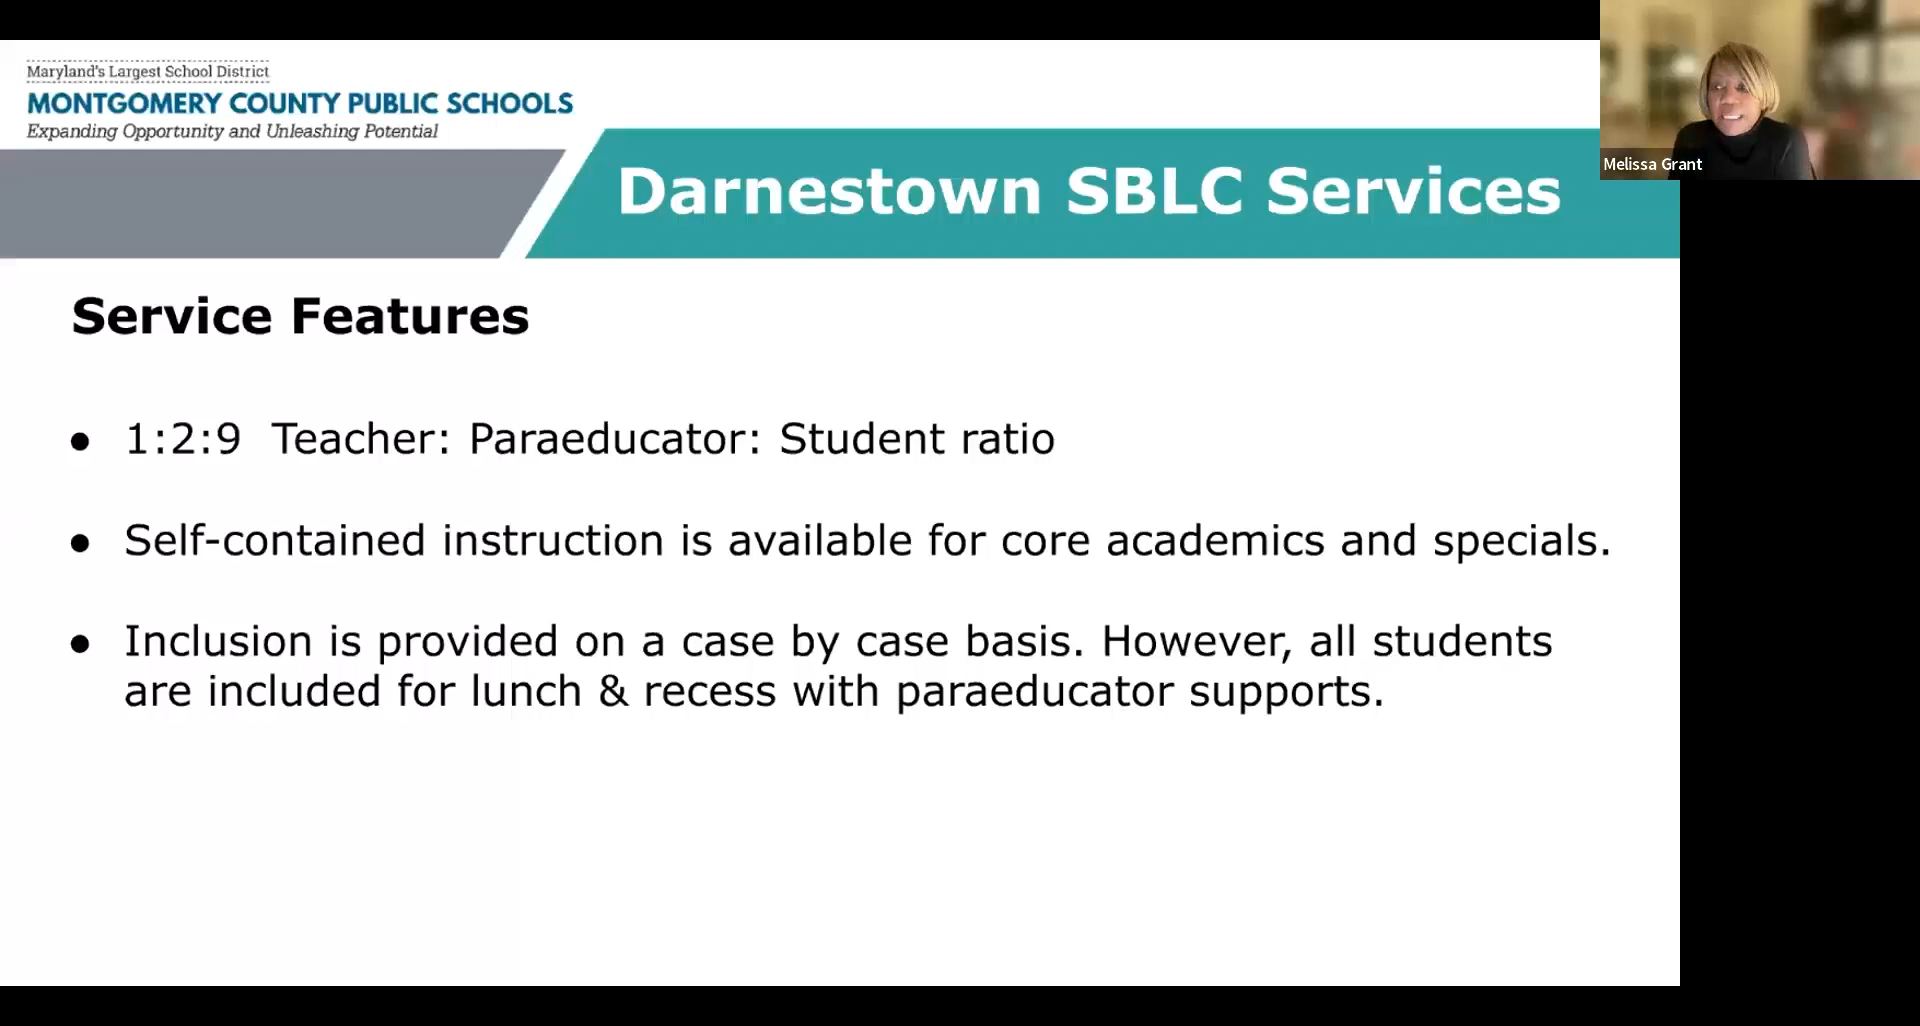 Maryland's Largest School District
MONTGOMERY COUNTY PUBLIC SCHOOLS
Expanding Opportunity and Unleashing Potential
Darnestown SBLC Services
Melissa Grant
Service Features
● 1:2:9 Teacher: Paraeducator: Student ratio
● Self-contained instruction is available for core academics and specials.
● Inclusion is provided on a case by case basis. However, all students
are included for lunch & recess with paraeducator supports.